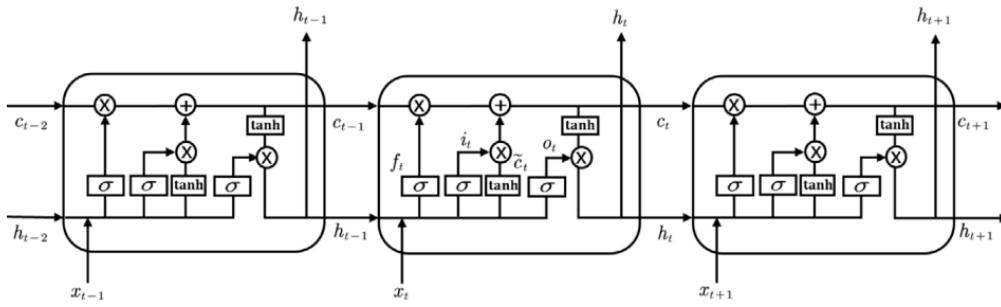 h_{t-1} h_t h_{t+1}
c_{t-2} tanh c_{t-1} tanh c_t tanh c_{t+1}
i_t o_t
f_t c̃_t
σ σ tanh σ σ σ tanh σ σ σ tanh σ
h_{t-2} h_{t-1} h_t h_{t+1}
x_{t-1} x_t x_{t+1}